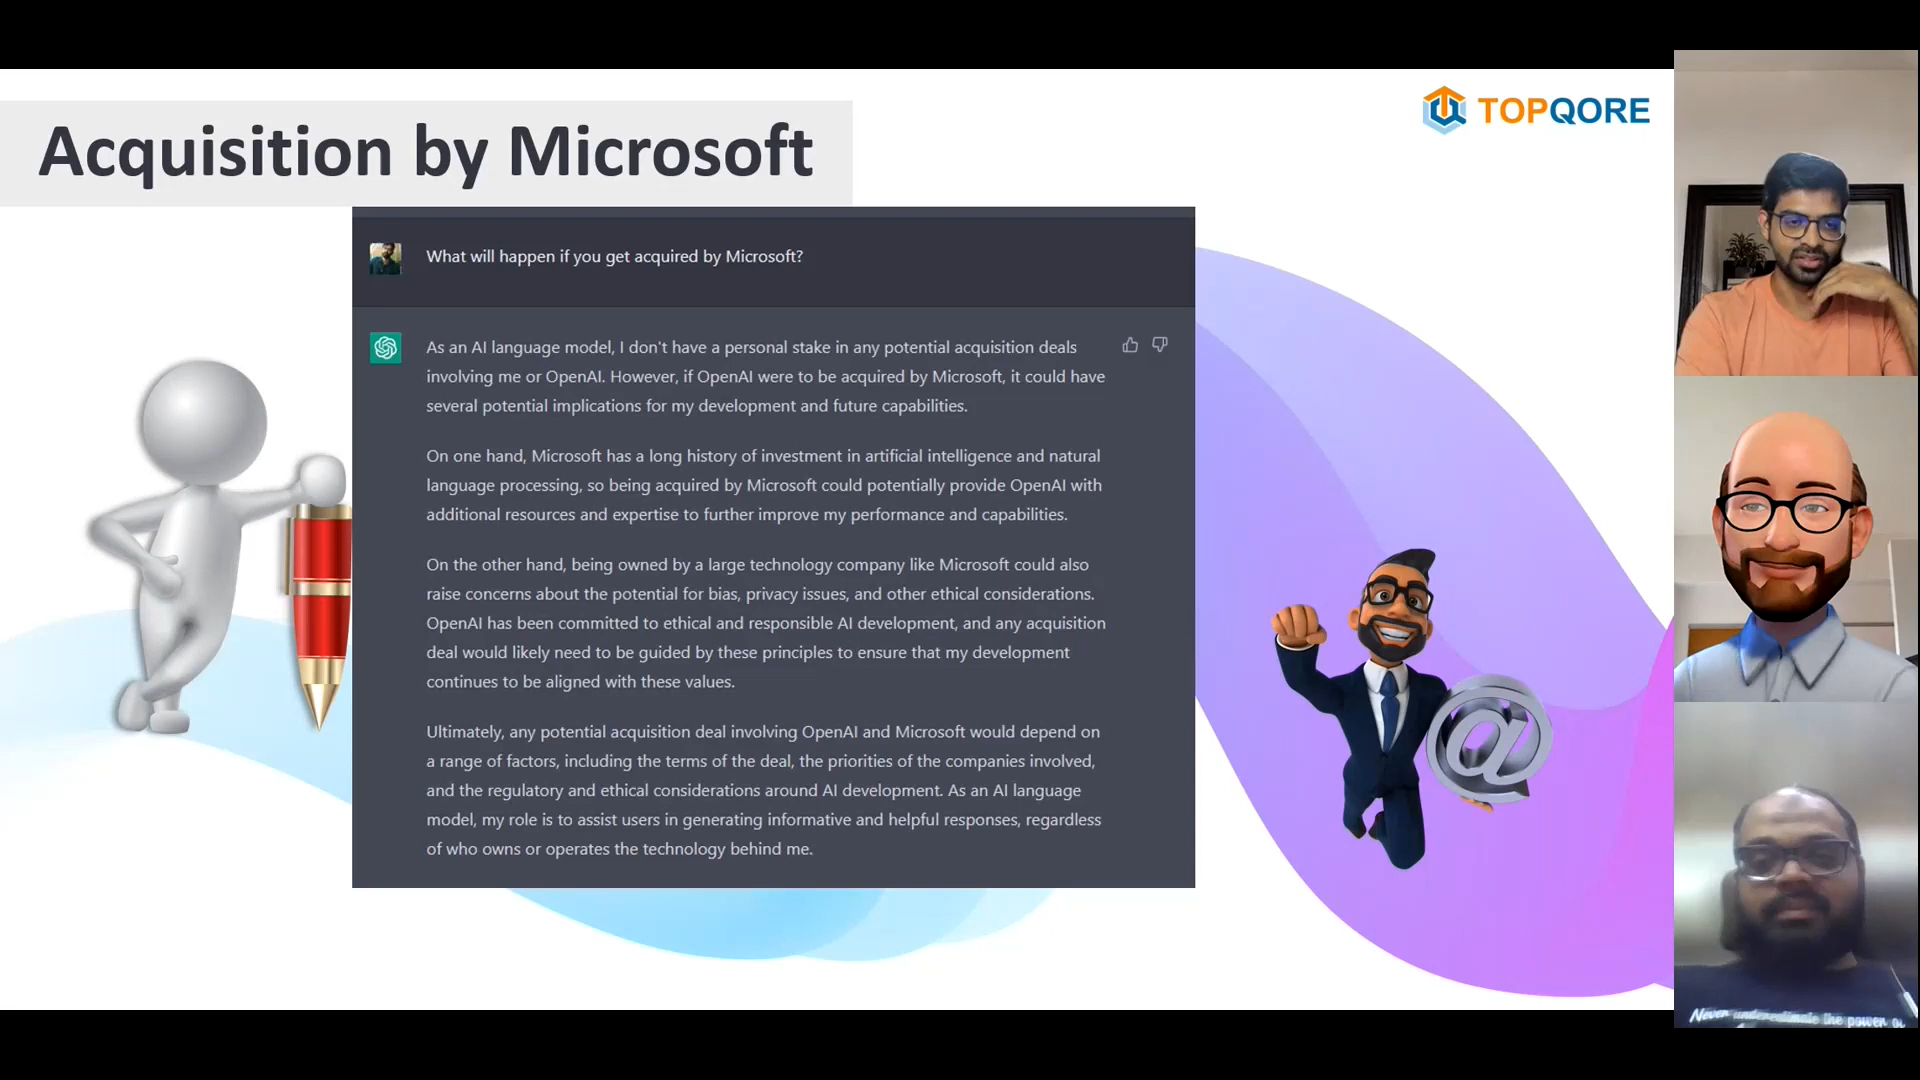 TOPQORE
Acquisition by Microsoft
What will happen if you get acquired by Microsoft?
As an AI language model, I don't have a personal stake in any potential acquisition deals
involving me or OpenAI. However, if OpenAI were to be acquired by Microsoft, it could have
several potential implications for my development and future capabilities.
On one hand, Microsoft has a long history of investment in artificial intelligence and natural
language processing, so being acquired by Microsoft could potentially provide OpenAI with
additional resources and expertise to further improve my performance and capabilities.
On the other hand, being owned by a large technology company like Microsoft could also
raise concerns about the potential for bias, privacy issues, and other ethical considerations.
OpenAI has been committed to ethical and responsible AI development, and any acquisition
deal would likely need to be guided by these principles to ensure that my development
continues to be aligned with these values.
Ultimately, any potential acquisition deal involving OpenAI and Microsoft would depend on
a range of factors, including the terms of the deal, the priorities of the companies involved,
and the regulatory and ethical considerations around AI development. As an AI language
model, my role is to assist users in generating informative and helpful responses, regardless
of who owns or operates the technology behind me.
@
Never underestimate the power o